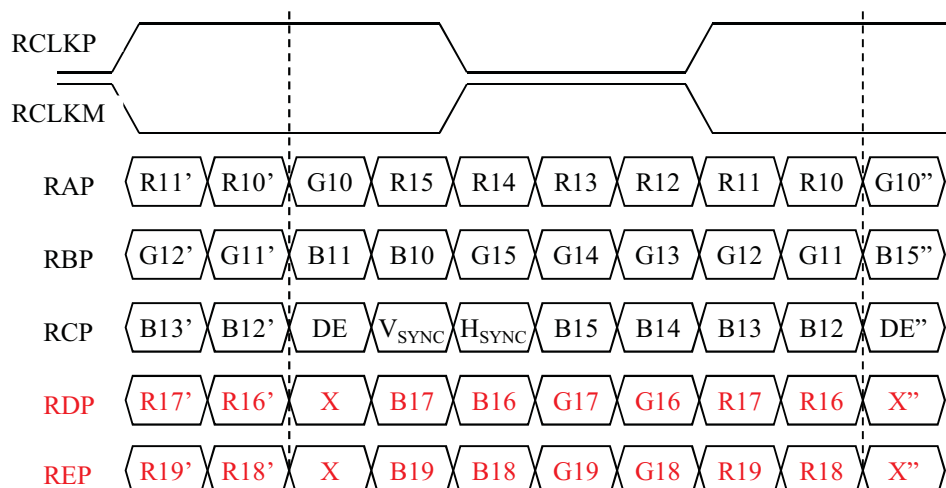 RCLKP
RCLKM
RAP R11’ R10’ G10 R15 R14 R13 R12 R11 R10 G10”
RBP G12’ G11’ B11 B10 G15 G14 G13 G12 G11 B15”
RCP B13’ B12’ DE VSYNC HSYNC B15 B14 B13 B12 DE”
RDP R17’ R16’ X B17 B16 G17 G16 R17 R16 X”
REP R19’ R18’ X B19 B18 G19 G18 R19 R18 X”